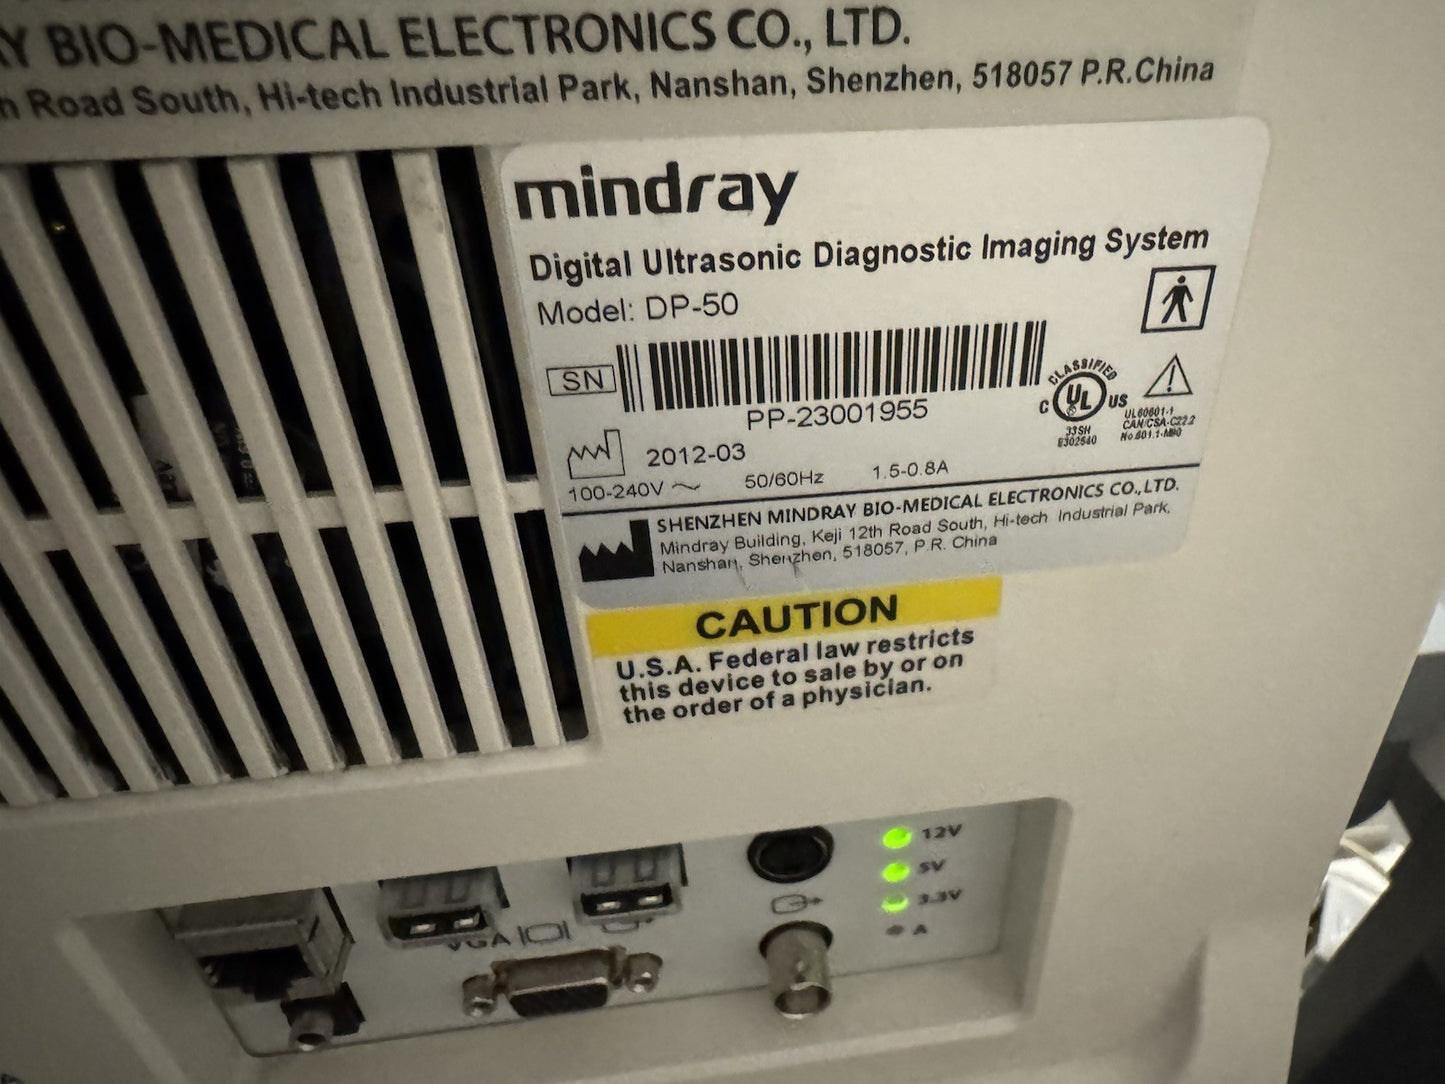 Y BIO-MEDICAL ELECTRONICS CO., LTD.
h Road South, Hi-tech Industrial Park, Nanshan, Shenzhen, 518057 P.R.China
mindray
Digital Ultrasonic Diagnostic Imaging System
Model: DP-50
SN
PP-23001955
2012-03
100-240V ~ 50/60Hz 1.5-0.8A
CLASSIFIED
C UL US
®
33SH
E302540
UL60601-1
CAN/CSA-C22.2
No.601.1-M90
SHENZHEN MINDRAY BIO-MEDICAL ELECTRONICS CO.,LTD.
Mindray Building, Keji 12th Road South, Hi-tech Industrial Park,
Nanshan, Shenzhen, 518057, P.R. China
CAUTION
U.S.A. Federal law restricts
this device to sale by or on
the order of a physician.
12V
5V
3.3V
A
VGA